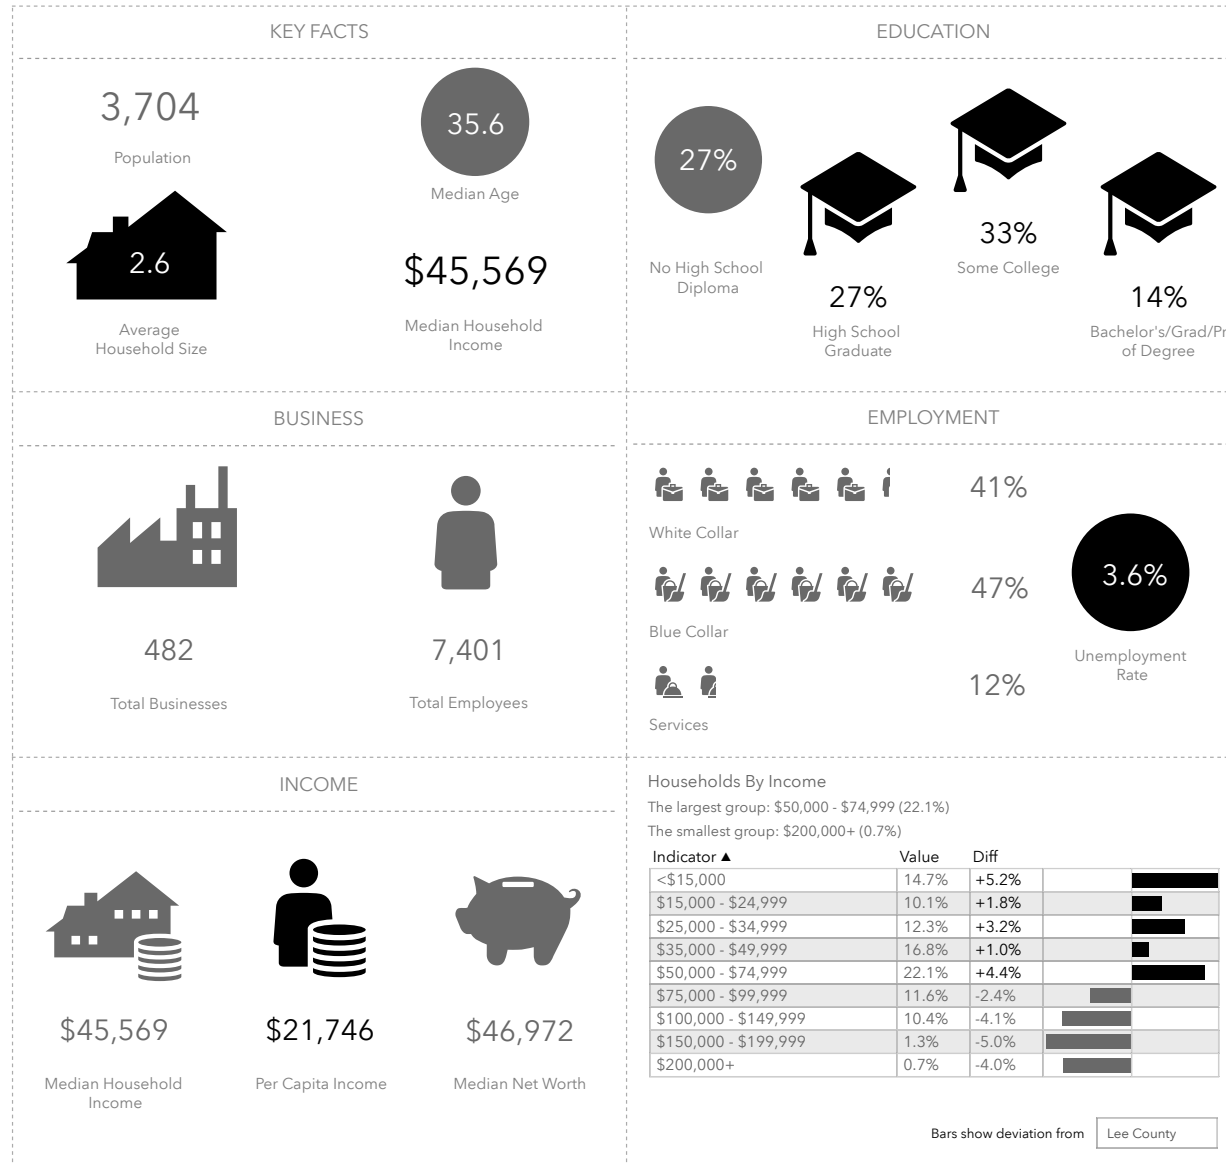 KEY FACTS
3,704
Population
35.6
Median Age
2.6
Average
Household Size
$45,569
Median Household
Income
EDUCATION
27%
No High School
Diploma
27%
High School
Graduate
33%
Some College
14%
Bachelor's/Grad/Pr
of Degree
BUSINESS
482
Total Businesses
7,401
Total Employees
EMPLOYMENT
41%
White Collar
47%
Blue Collar
12%
Services
3.6%
Unemployment
Rate
INCOME
$45,569
Median Household
Income
$21,746
Per Capita Income
$46,972
Median Net Worth
Households By Income
The largest group: $50,000 - $74,999 (22.1%)
The smallest group: $200,000+ (0.7%)
Indicator ▲ Value Diff
<$15,000 14.7% +5.2%
$15,000 - $24,999 10.1% +1.8%
$25,000 - $34,999 12.3% +3.2%
$35,000 - $49,999 16.8% +1.0%
$50,000 - $74,999 22.1% +4.4%
$75,000 - $99,999 11.6% -2.4%
$100,000 - $149,999 10.4% -4.1%
$150,000 - $199,999 1.3% -5.0%
$200,000+ 0.7% -4.0%
Bars show deviation from Lee County